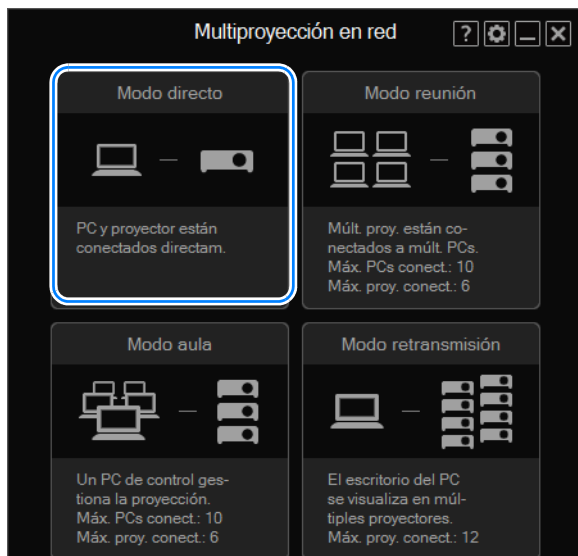 Multiproyección en red
Modo directo
PC y proyector están
conectados directam.
Modo reunión
Múlt. proy. están co-
nectados a múlt. PCs.
Máx. PCs conect.: 10
Máx. proy. conect.: 6
Modo aula
Un PC de control ges-
tiona la proyección.
Máx. PCs conect.: 10
Máx. proy. conect.: 6
Modo retransmisión
El escritorio del PC
se visualiza en múl-
tiples proyectores.
Máx. proy. conect.: 12